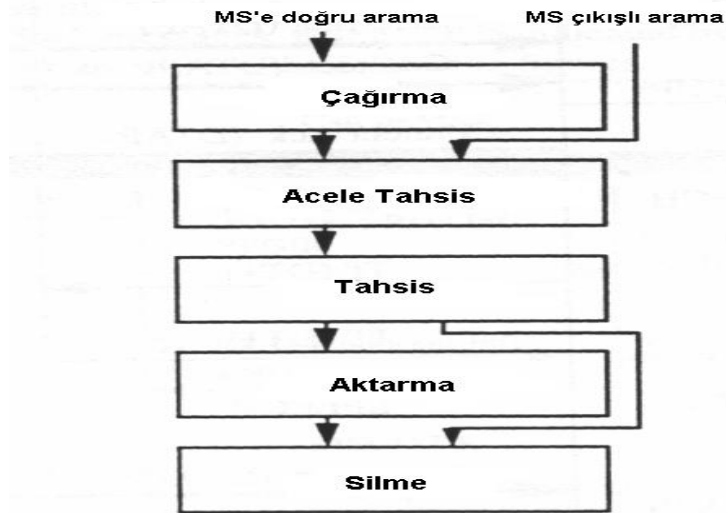 MS'e doğru arama
MS çıkışlı arama
Çağırma
Acele Tahsis
Tahsis
Aktarma
Silme